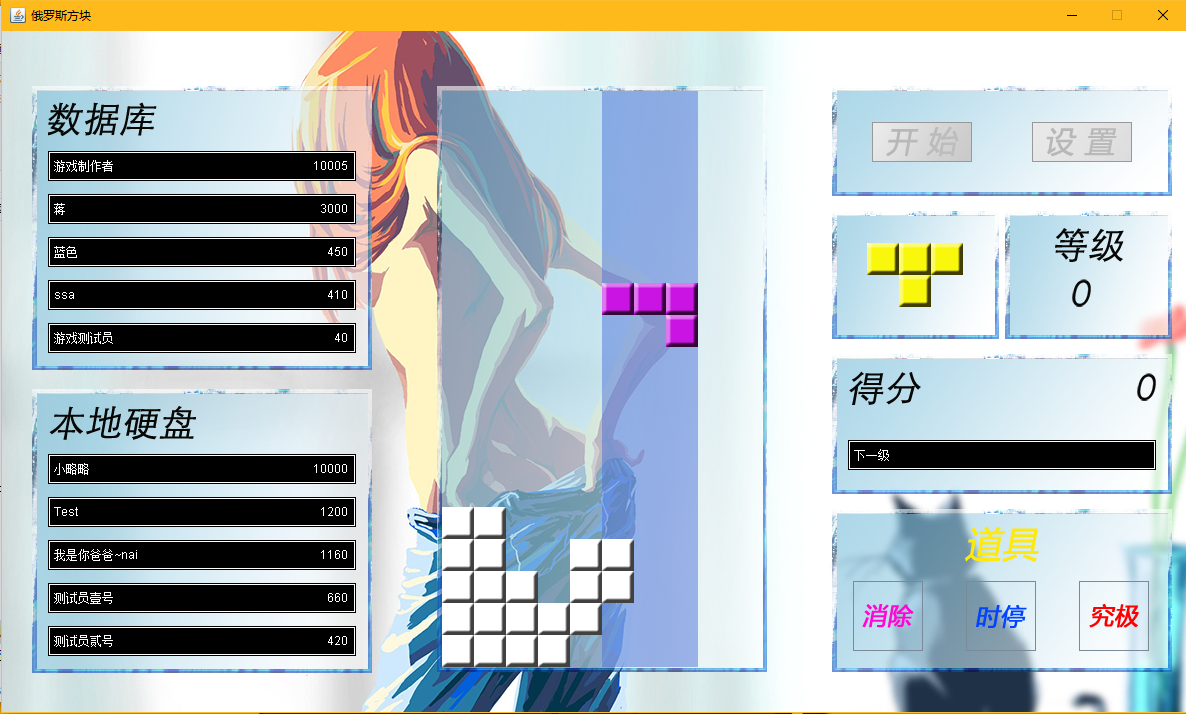 俄罗斯方块
数据库
游戏制作者 10005
蒋 3000
蓝色 450
ssa 410
游戏测试员 40
本地硬盘
小略略 10000
Test 1200
我是你爸爸~nai 1160
测试员壹号 660
测试员贰号 420
开始 设置
等级
0
得分 0
下一级
道具
消除 时停 究极